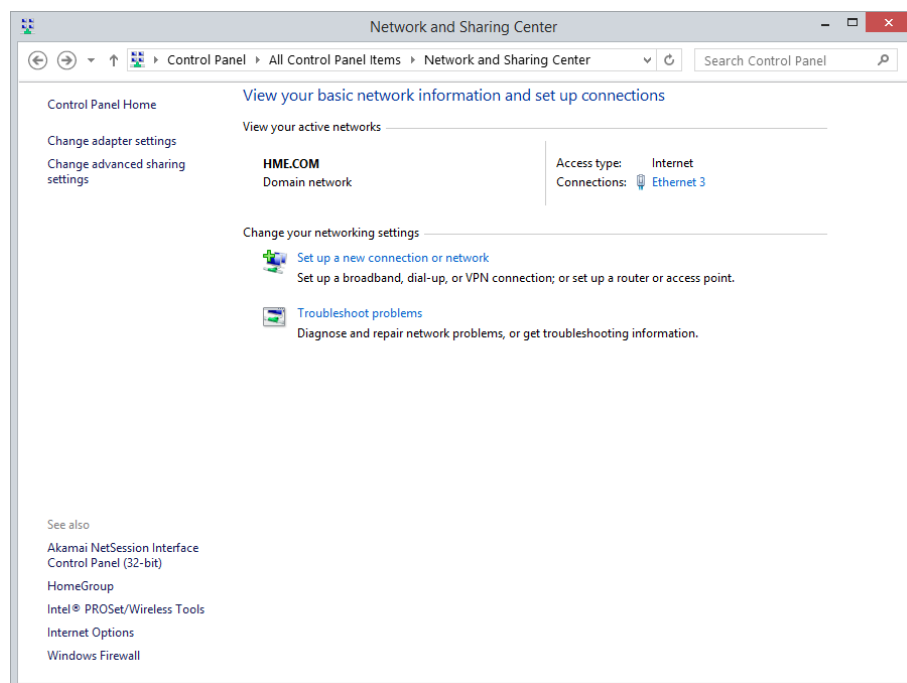 Network and Sharing Center
Control Panel All Control Panel Items Network and Sharing Center
Search Control Panel
Control Panel Home
Change adapter settings
Change advanced sharing
settings
View your basic network information and set up connections
View your active networks
HME.COM
Domain network
Access type: Internet
Connections: Ethernet 3
Change your networking settings
Set up a new connection or network
Set up a broadband, dial-up, or VPN connection; or set up a router or access point.
Troubleshoot problems
Diagnose and repair network problems, or get troubleshooting information.
See also
Akamai NetSession Interface
Control Panel (32-bit)
HomeGroup
Intel® PROSet/Wireless Tools
Internet Options
Windows Firewall